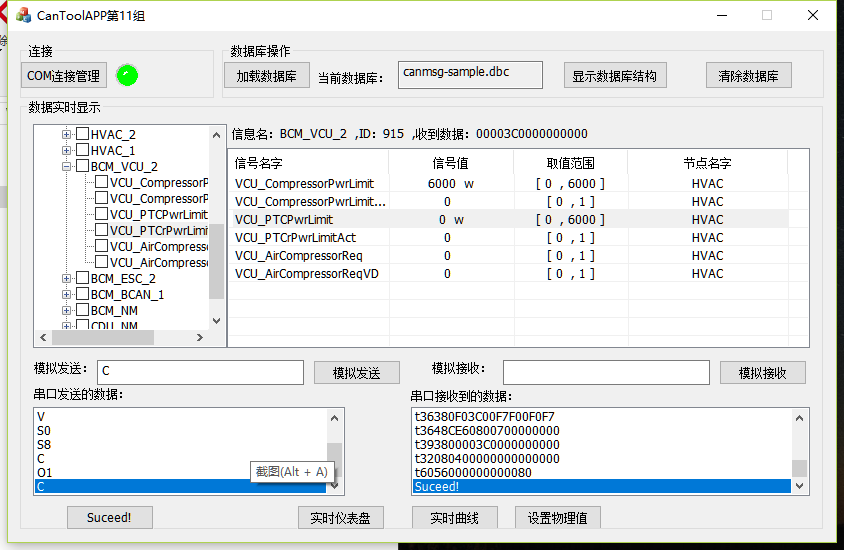 CanToolAPP第11组
连接
数据库操作
COM连接管理
加载数据库
当前数据库：
canmsg-sample.dbc
显示数据库结构
清除数据库
数据实时显示
HVAC_2
HVAC_1
BCM_VCU_2
VCU_CompressorP
VCU_CompressorP
VCU_PTCPwrLimit
VCU_PTCrPwrLimit
VCU_AirCompresso
VCU_AirCompresso
BCM_ESC_2
BCM_BCAN_1
BCM_NM
CDU_NM
信息名：BCM_VCU_2 ,ID：915 ,收到数据：00003C0000000000
信号名字 信号值 取值范围 节点名字
VCU_CompressorPwrLimit 6000 w [ 0 ,6000 ] HVAC
VCU_CompressorPwrLimit... 0 [ 0 ,1 ] HVAC
VCU_PTCPwrLimit 0 w [ 0 ,6000 ] HVAC
VCU_PTCrPwrLimitAct 0 [ 0 ,1 ] HVAC
VCU_AirCompressorReq 0 [ 0 ,1 ] HVAC
VCU_AirCompressorReqVD 0 [ 0 ,1 ] HVAC
模拟发送：
C
模拟发送
模拟接收：
模拟接收
串口发送的数据：
V
S0
S8
C
O1
C
截图(Alt + A)
串口接收到的数据：
t36380F03C00F7F00F0F7
t3648CE60800700000000
t393800003C0000000000
t32080400000000000000
t6056000000000080
Suceed!
Suceed!
实时仪表盘
实时曲线
设置物理值